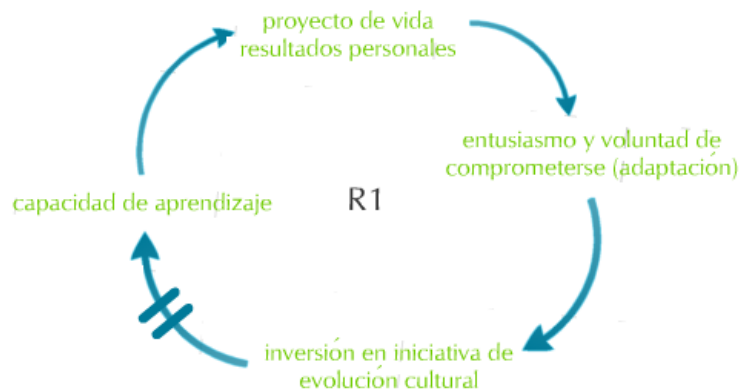 proyecto de vida
resultados personales
entusiasmo y voluntad de
comprometerse (adaptación)
capacidad de aprendizaje
R1
inversión en iniciativa de
evolución cultural